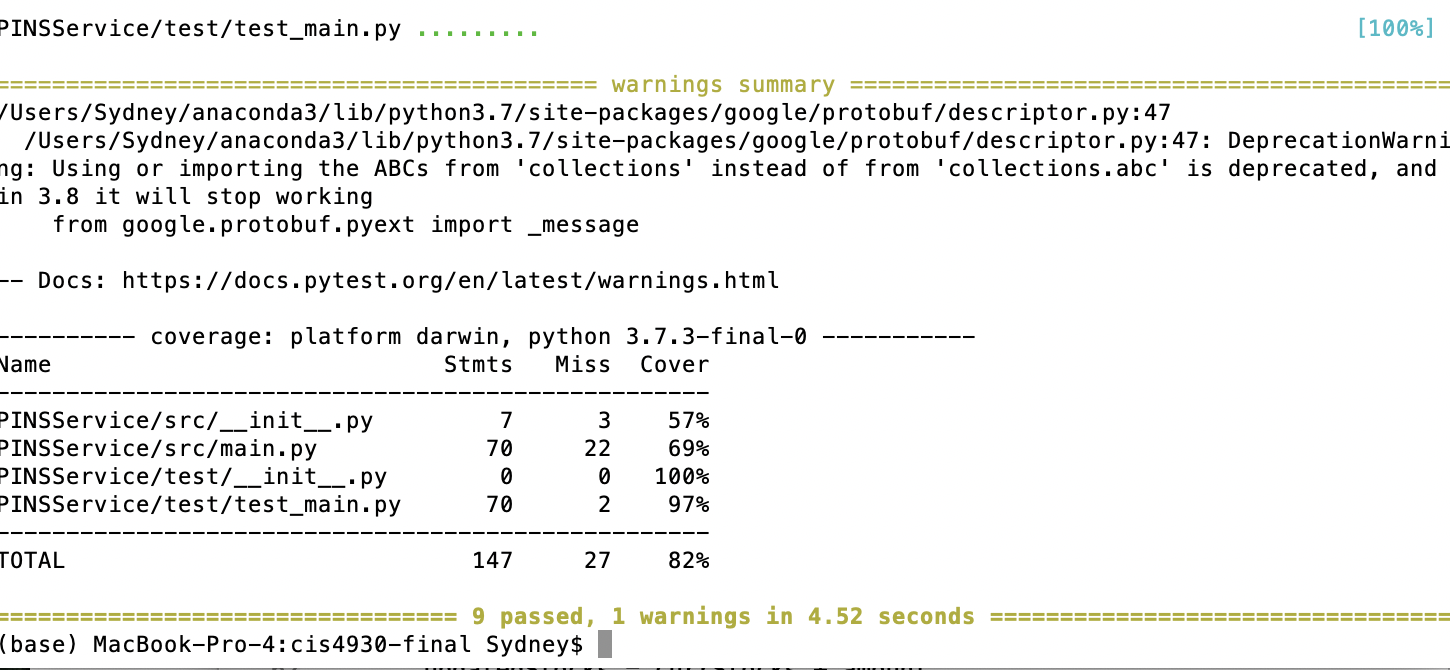 PINSService/test/test_main.py ......... [100%]
=========================================== warnings summary ===========================================
/Users/Sydney/anaconda3/lib/python3.7/site-packages/google/protobuf/descriptor.py:47
  /Users/Sydney/anaconda3/lib/python3.7/site-packages/google/protobuf/descriptor.py:47: DeprecationWarni
ng: Using or importing the ABCs from 'collections' instead of from 'collections.abc' is deprecated, and
in 3.8 it will stop working
    from google.protobuf.pyext import _message
-- Docs: https://docs.pytest.org/en/latest/warnings.html
---------- coverage: platform darwin, python 3.7.3-final-0 -----------
Name                               Stmts   Miss  Cover
---------------------------------------------------
PINSService/src/__init__.py            7      3    57%
PINSService/src/main.py               70     22    69%
PINSService/test/__init__.py           0      0   100%
PINSService/test/test_main.py         70      2    97%
---------------------------------------------------
TOTAL                                147     27    82%
================================= 9 passed, 1 warnings in 4.52 seconds =================================
(base) MacBook-Pro-4:cis4930-final Sydney$